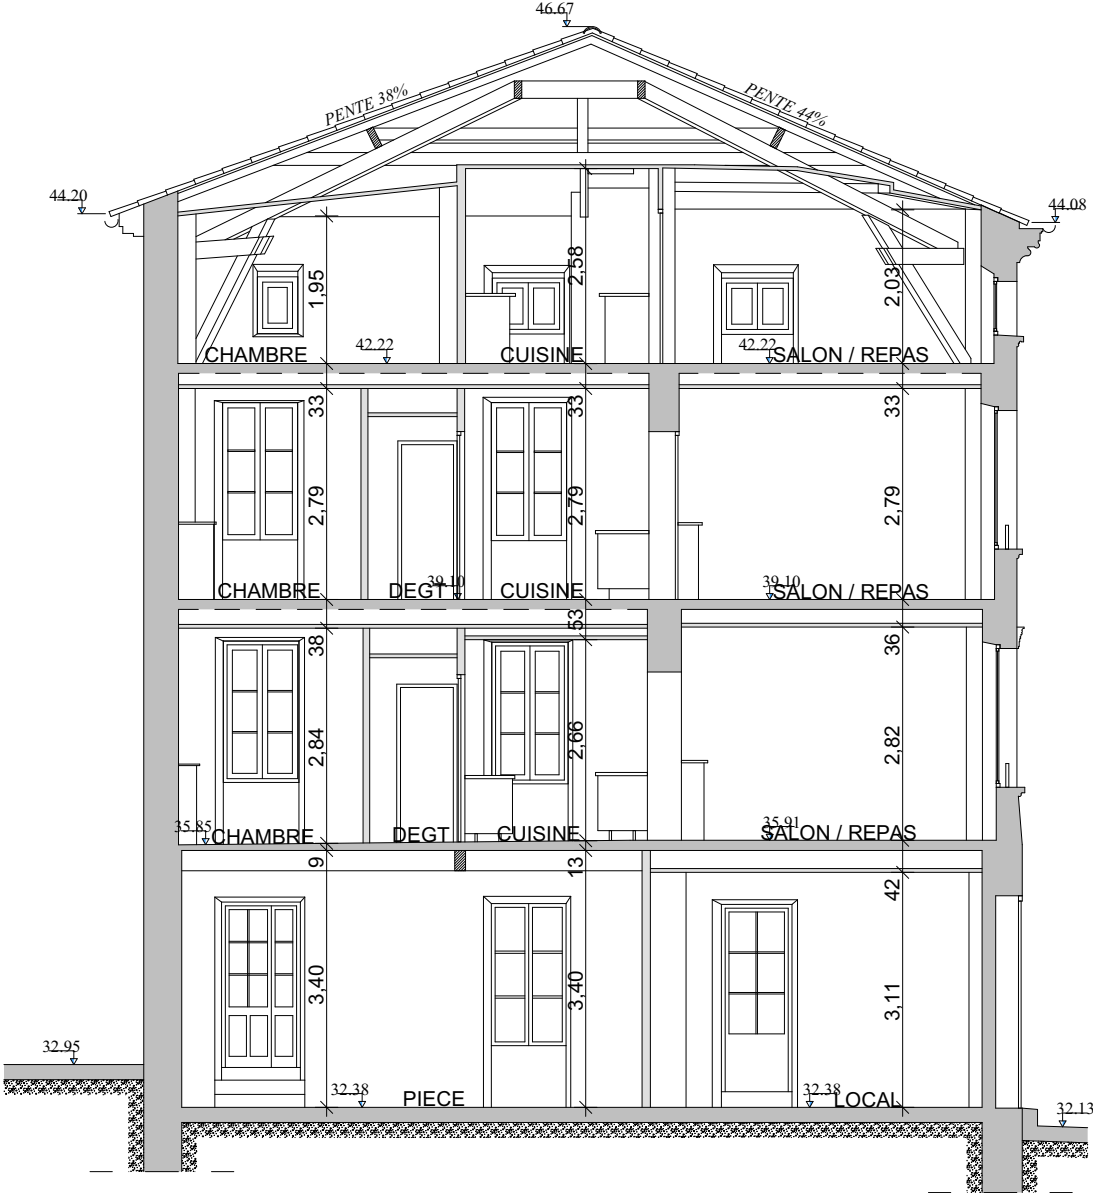 46.67
PENTE 38%
PENTE 44%
44.20
44.08
1,95
2,58
2,03
42.22
42.22
CHAMBRE
CUISINE
SALON / REPAS
33
33
33
2,79
2,79
2,79
39.10
39.10
CHAMBRE
DEGT
CUISINE
SALON / REPAS
38
53
36
2,84
2,66
2,82
35.85
35.91
CHAMBRE
DEGT
CUISINE
SALON / REPAS
9
13
42
3,40
3,40
3,11
32.95
32.38
32.38
PIECE
LOCAL
32.13